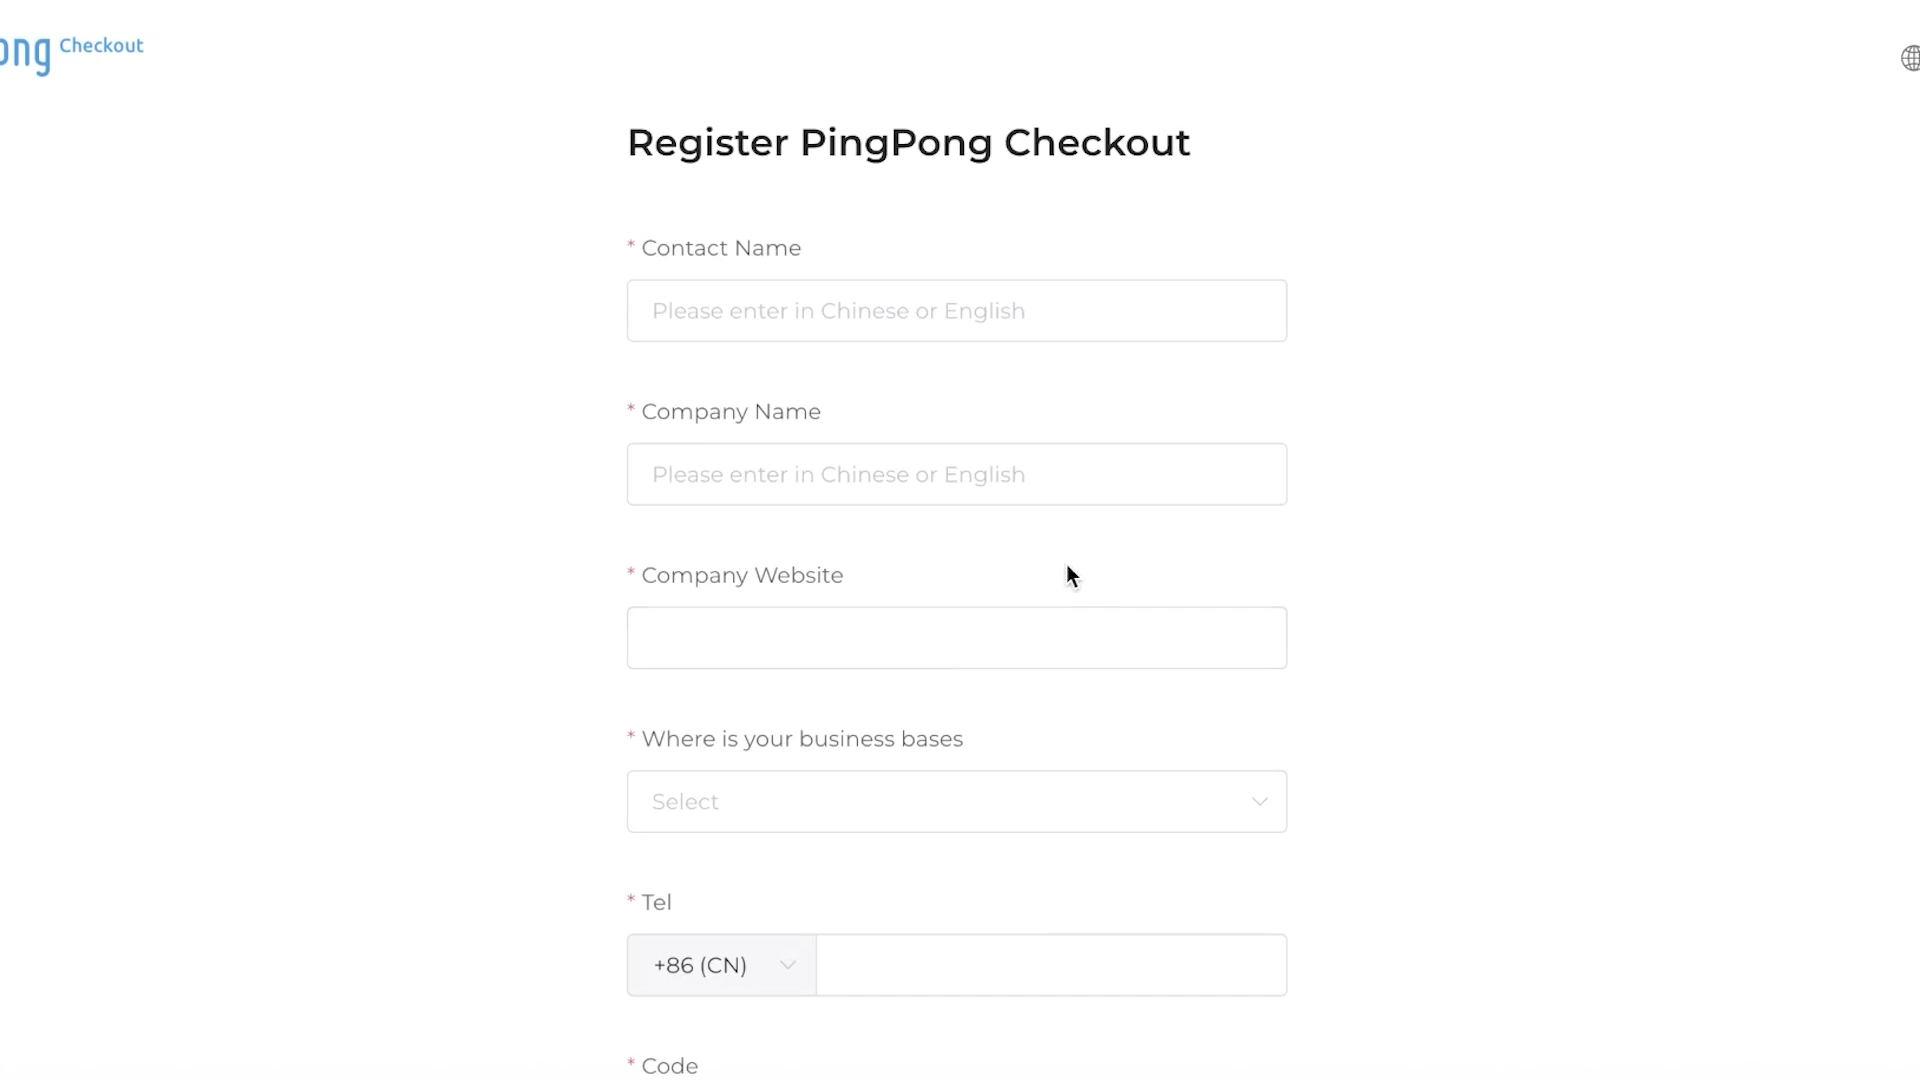 ong Checkout
Register PingPong Checkout
* Contact Name
Please enter in Chinese or English
* Company Name
Please enter in Chinese or English
* Company Website
* Where is your business bases
Select
* Tel
+86 (CN)
* Code